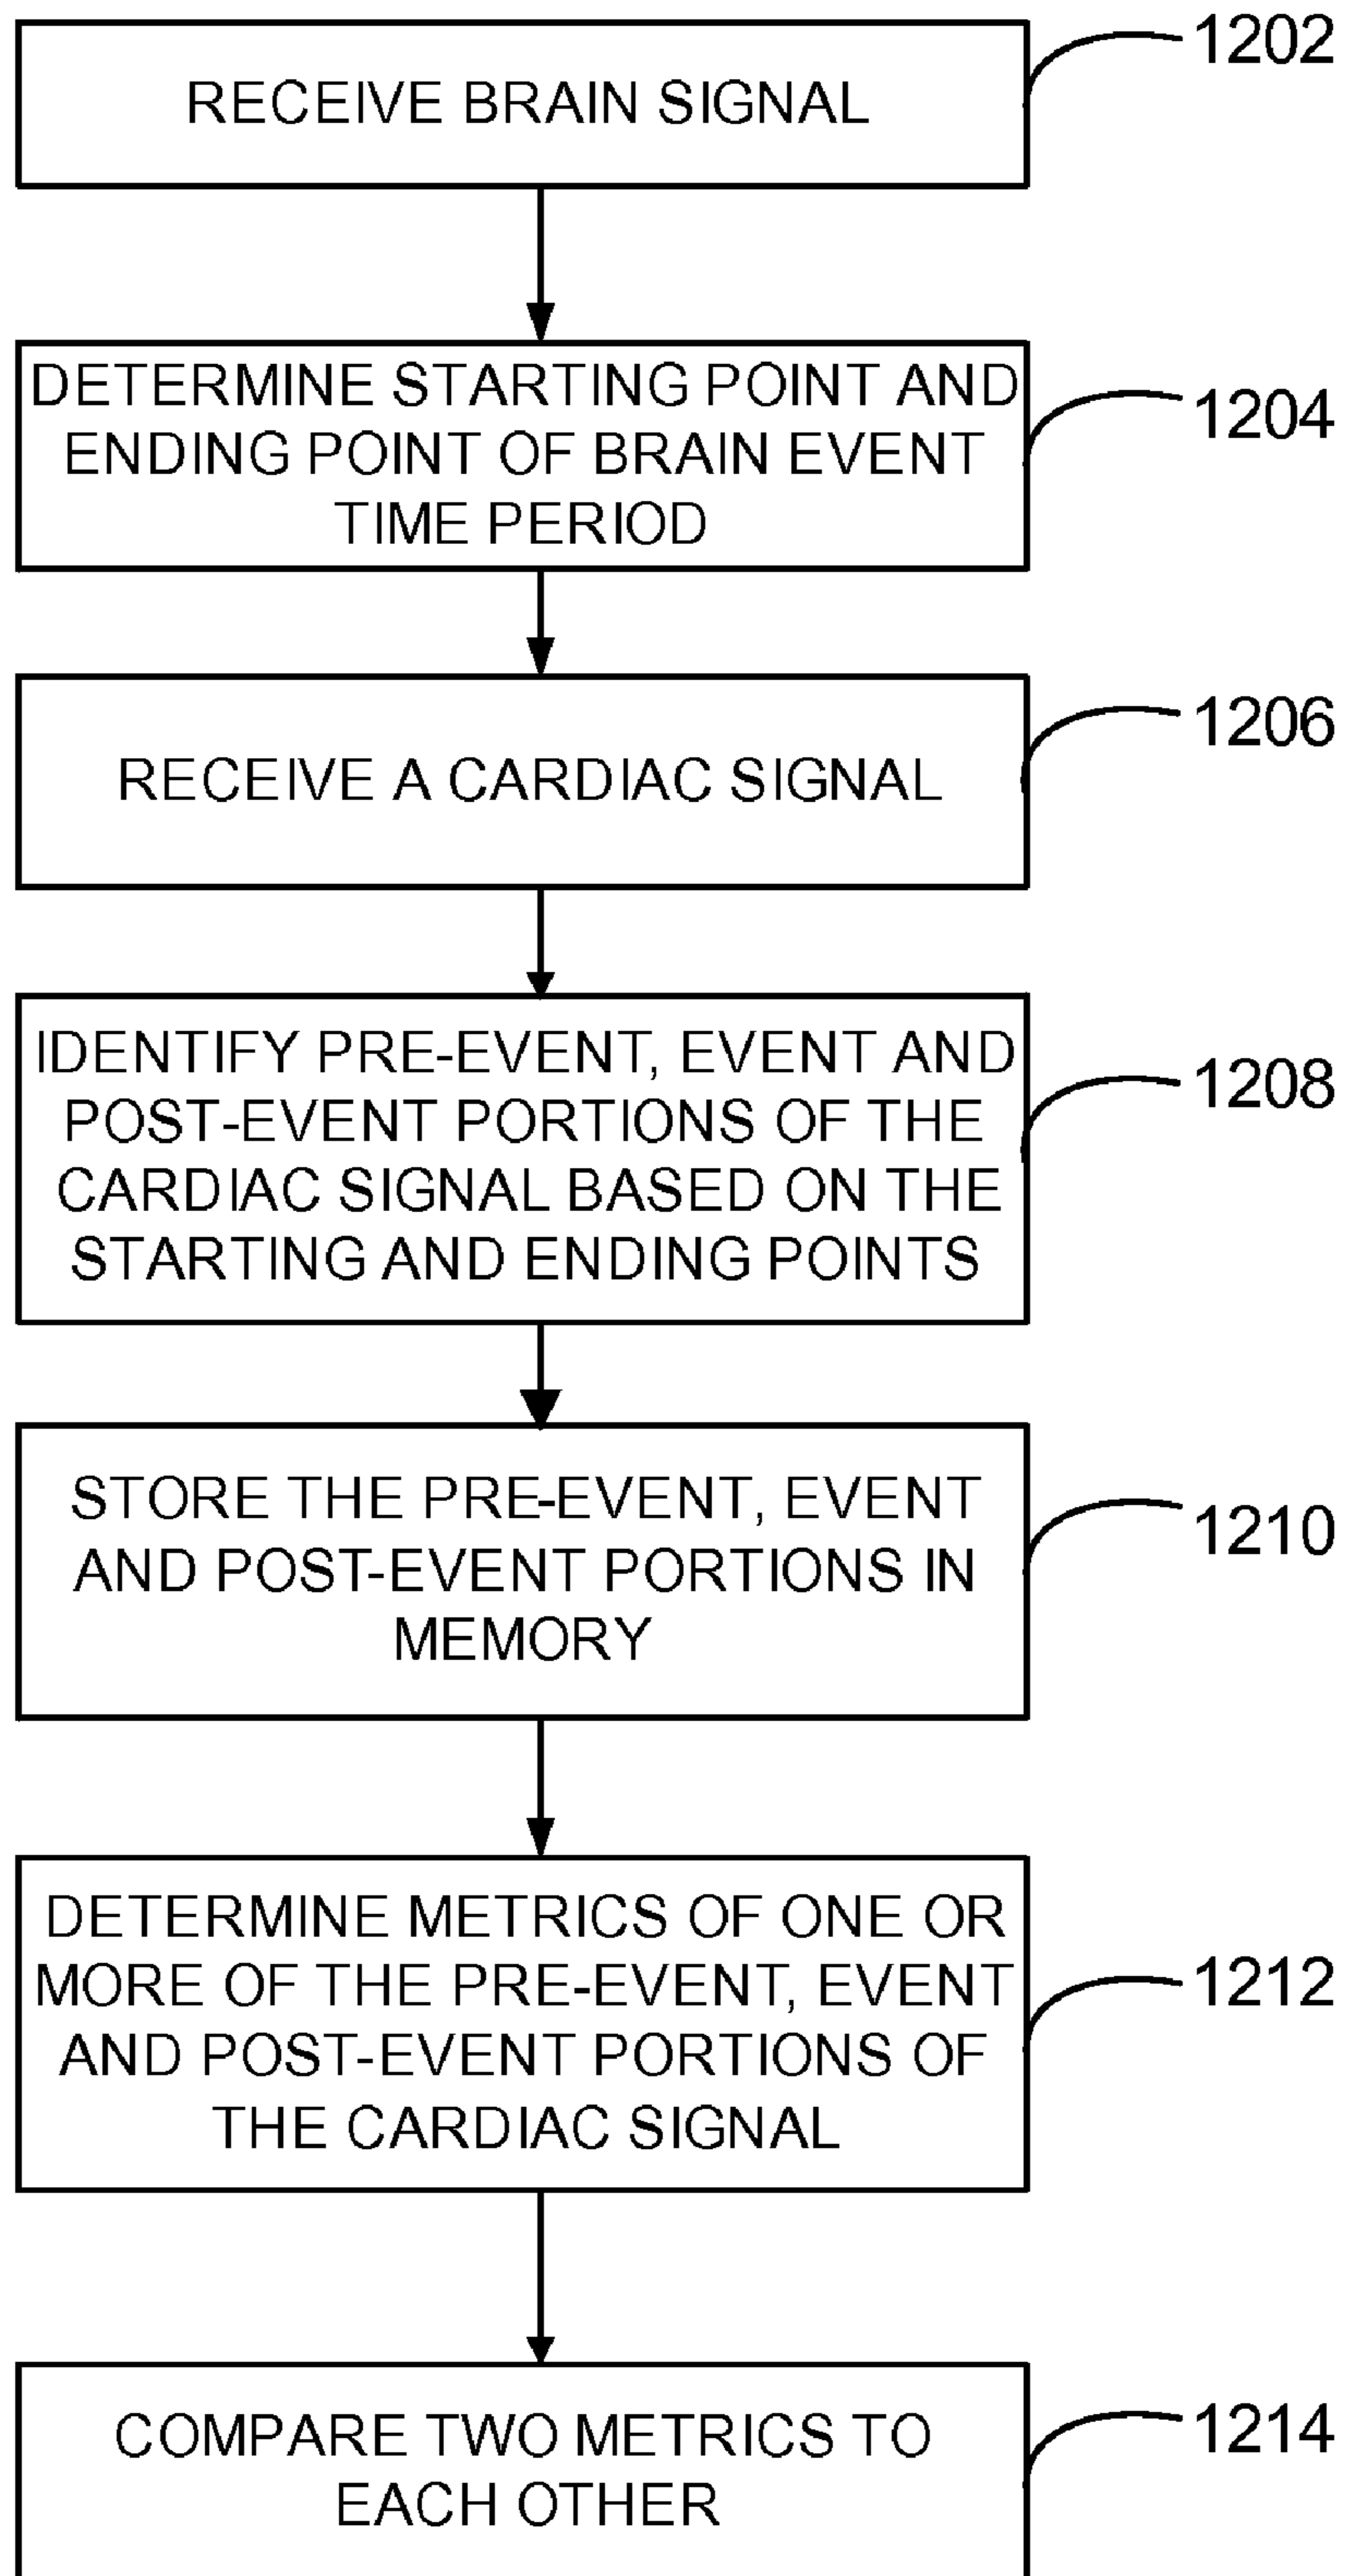 RECEIVE BRAIN SIGNAL
1202
DETERMINE STARTING POINT AND
ENDING POINT OF BRAIN EVENT
TIME PERIOD
1204
RECEIVE A CARDIAC SIGNAL
1206
IDENTIFY PRE-EVENT, EVENT AND
POST-EVENT PORTIONS OF THE
CARDIAC SIGNAL BASED ON THE
STARTING AND ENDING POINTS
1208
STORE THE PRE-EVENT, EVENT
AND POST-EVENT PORTIONS IN
MEMORY
1210
DETERMINE METRICS OF ONE OR
MORE OF THE PRE-EVENT, EVENT
AND POST-EVENT PORTIONS OF
THE CARDIAC SIGNAL
1212
COMPARE TWO METRICS TO
EACH OTHER
1214